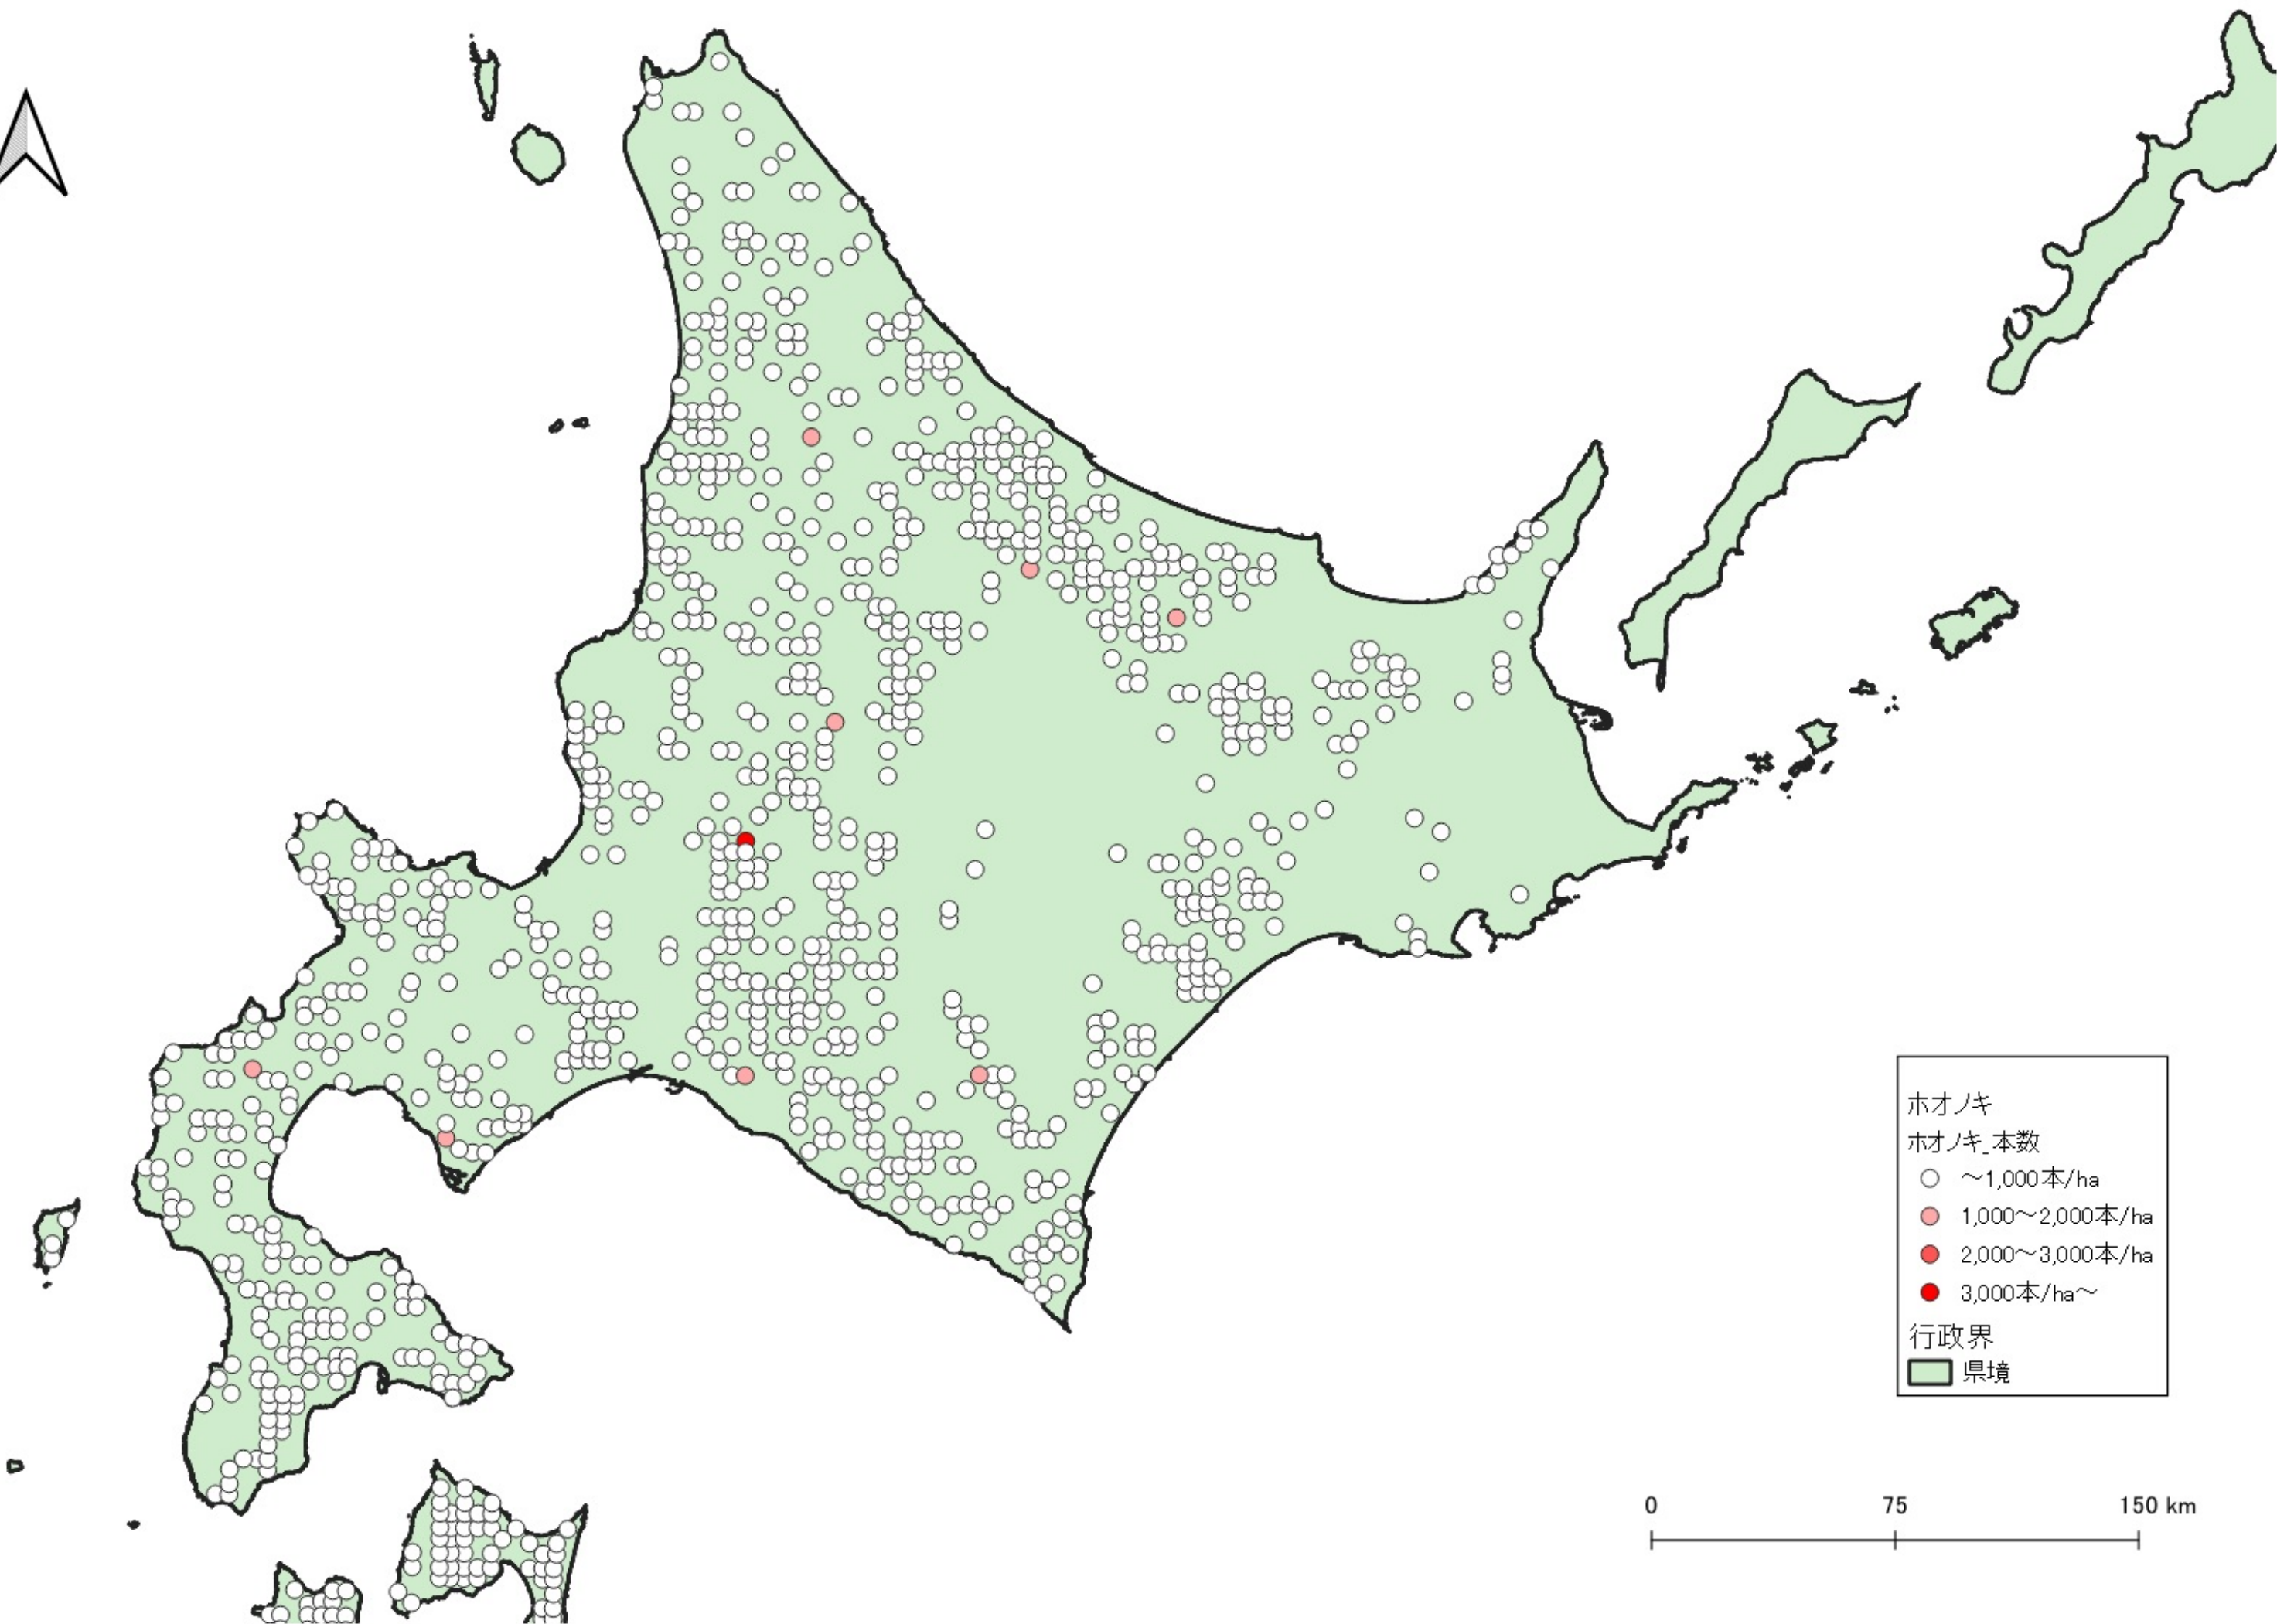 ホオノキ
ホオノキ_本数
～1,000本/ha
1,000～2,000本/ha
2,000～3,000本/ha
3,000本/ha～
行政界
県境
0 75 150 km